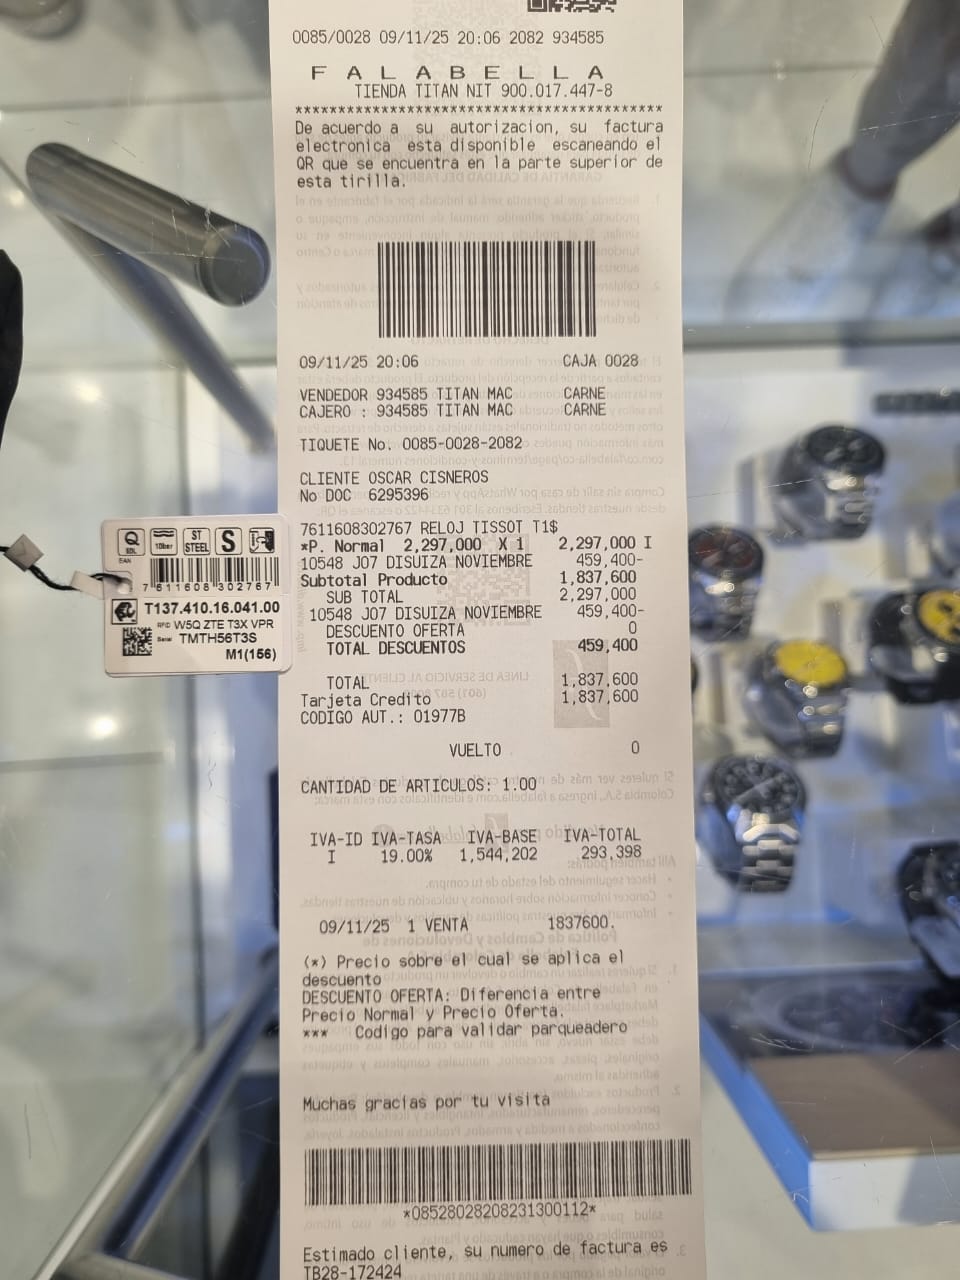 0085/0028 09/11/25 20:06 2082 934585
F A L A B E L L A
TIENDA TITAN NIT 900.017.447-8
******************************************
De acuerdo a su autorizacion, su factura
electronica esta disponible escaneando el
QR que se encuentra en la parte superior de
esta tirilla.
09/11/25 20:06 CAJA 0028
VENDEDOR 934585 TITAN MAC CARNE
CAJERO : 934585 TITAN MAC CARNE
TIQUETE No. 0085-0028-2082
CLIENTE OSCAR CISNEROS
No DOC 6295396
7611608302767 RELOJ TISSOT T1$
*P. Normal 2,297,000 X 1 2,297,000 I
10548 J07 DISUIZA NOVIEMBRE 459,400-
Subtotal Producto 1,837,600
SUB TOTAL 2,297,000
10548 J07 DISUIZA NOVIEMBRE 459,400-
DESCUENTO OFERTA 0
TOTAL DESCUENTOS 459,400
TOTAL 1,837,600
Tarjeta Credito 1,837,600
CODIGO AUT.: 01977B
VUELTO 0
CANTIDAD DE ARTICULOS: 1.00
IVA-ID IVA-TASA IVA-BASE IVA-TOTAL
I 19.00% 1,544,202 293,398
09/11/25 1 VENTA 1837600.
(*) Precio sobre el cual se aplica el
descuento
DESCUENTO OFERTA: Diferencia entre
Precio Normal y Precio Oferta.
*** Codigo para validar parqueadero
Muchas gracias por tu visita
*08528028208231300112*
Estimado cliente, su numero de factura es
TB28-172424
Q SDL 10bar ST STEEL S
EAN
7 611608 302767
T137.410.16.041.00
RFID W5Q ZTE T3X VPR
Serial TMTH56T3S
M1(156)